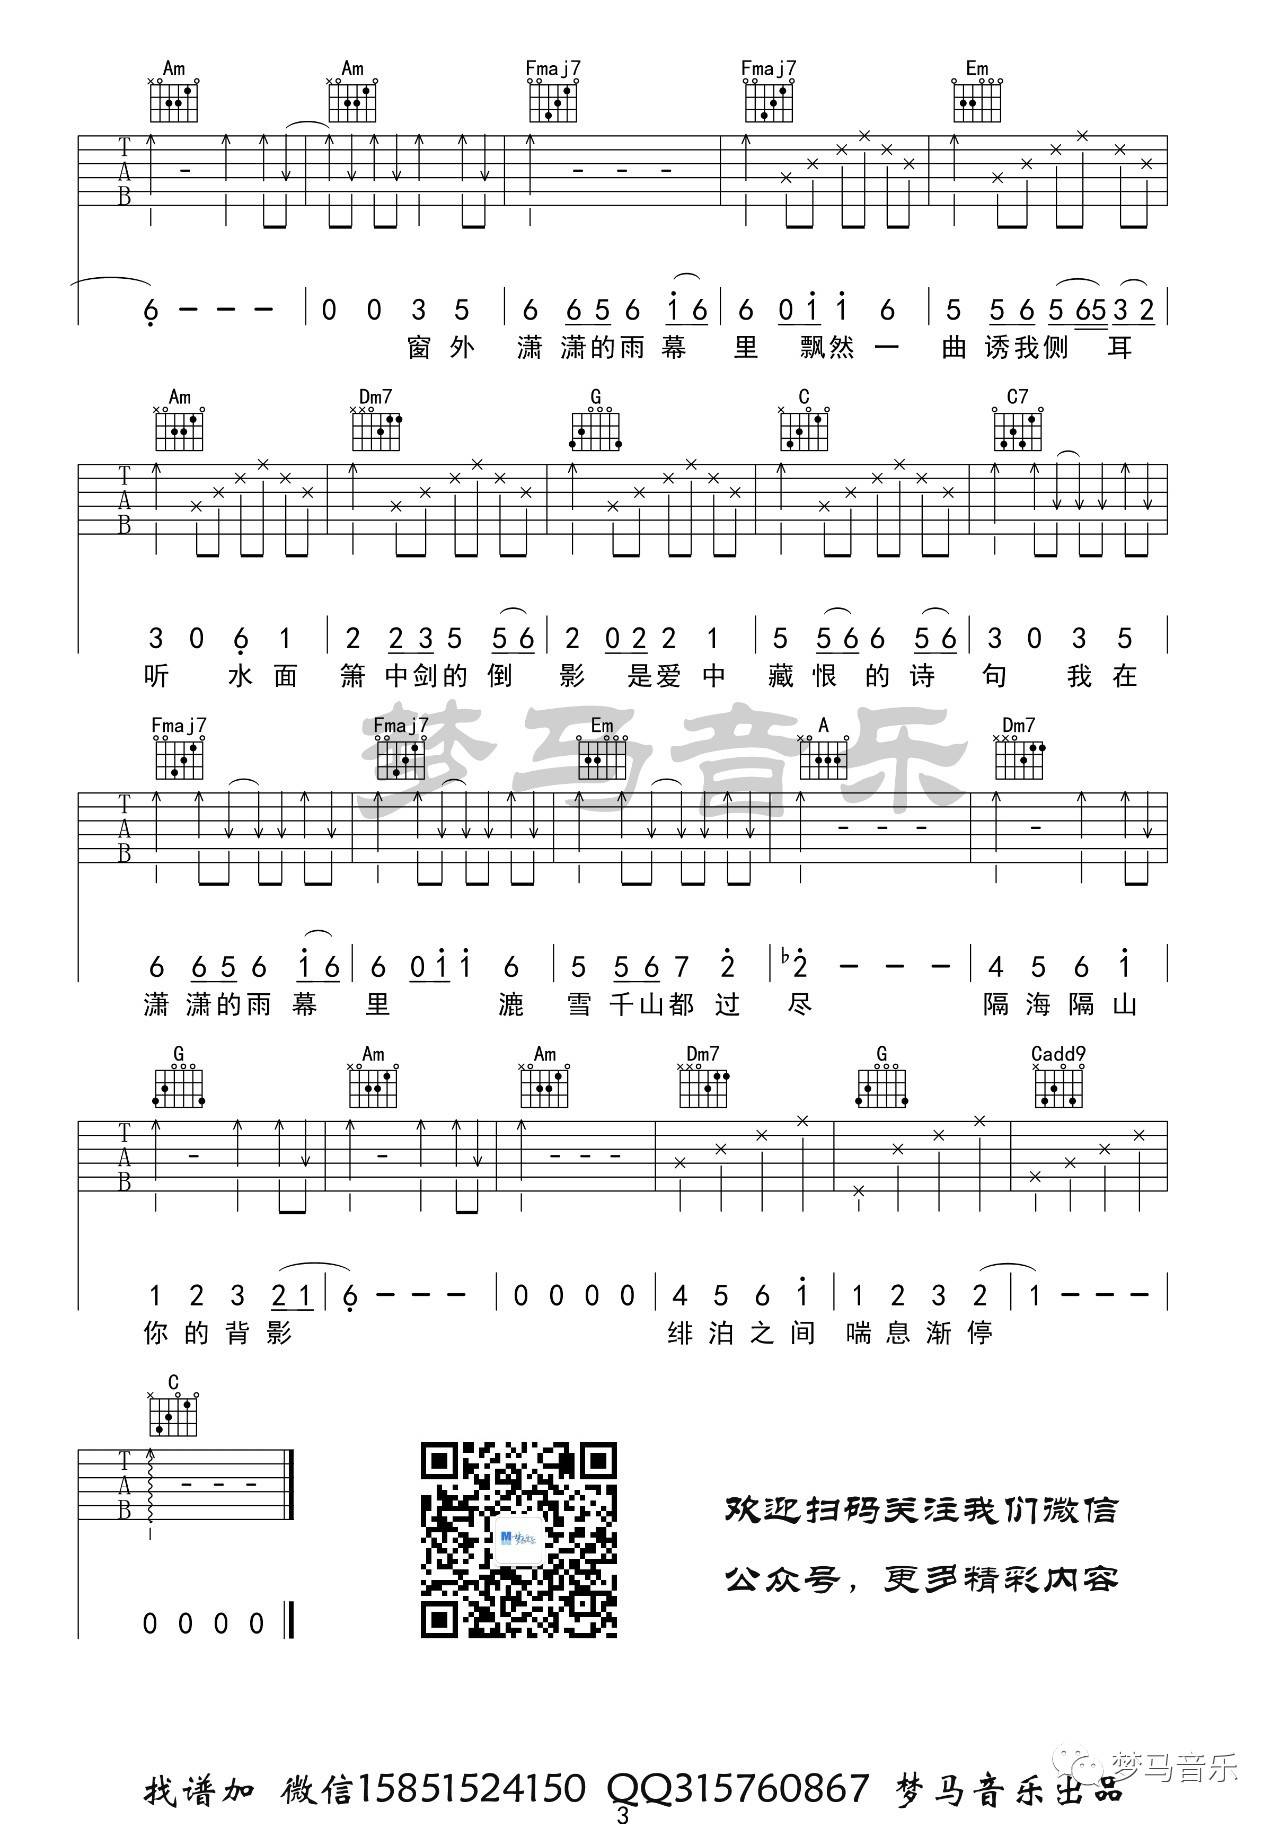 Am Am Fmaj7 Fmaj7 Em
T
A
B
6 - - - 0 0 3 5 6 6 5 6 1 6 6 0 1 1 6 5 5 6 5 6 5 3 2
窗外 潇潇的雨幕 里 飘然一 曲诱我侧 耳
Am Dm7 G C C7
T
A
B
3 0 6 1 2 2 3 5 5 6 2 0 2 2 1 5 5 6 6 5 6 3 0 3 5
听 水面 箫中剑的倒 影 是爱中 藏恨的诗 句 我在
梦马音乐
Fmaj7 Fmaj7 Em A Dm7
T
A
B
6 6 5 6 1 6 6 0 1 1 6 5 5 6 7 2 ♭2 - - - 4 5 6 1
潇潇的雨幕 里 漉 雪千山都过 尽 隔海隔山
G Am Am Dm7 G Cadd9
T
A
B
1 2 3 2 1 6 - - - 0 0 0 0 4 5 6 1 1 2 3 2 1 - - -
你的背影 绯泊之间 喘息渐停
C
T
A
B
0 0 0 0
欢迎扫码关注我们微信
公众号，更多精彩内容
梦马音乐
找谱加 微信15851524150 QQ315760867 梦马音乐出品
3